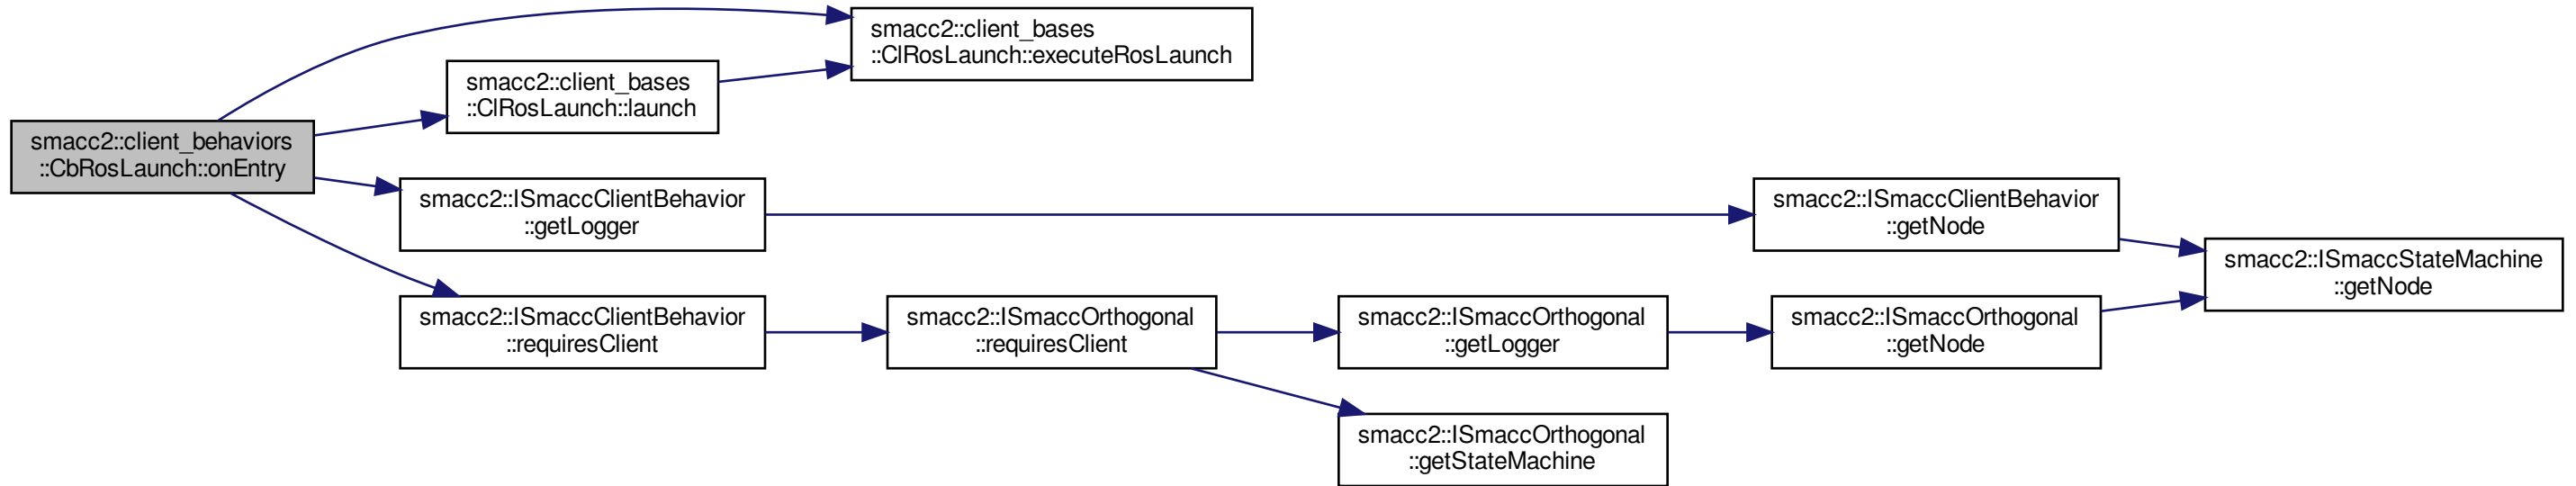 smacc2::client_behaviors
::CbRosLaunch::onEntry
smacc2::client_bases
::ClRosLaunch::executeRosLaunch
smacc2::client_bases
::ClRosLaunch::launch
smacc2::ISmaccClientBehavior
::getLogger
smacc2::ISmaccClientBehavior
::getNode
smacc2::ISmaccStateMachine
::getNode
smacc2::ISmaccClientBehavior
::requiresClient
smacc2::ISmaccOrthogonal
::requiresClient
smacc2::ISmaccOrthogonal
::getLogger
smacc2::ISmaccOrthogonal
::getNode
smacc2::ISmaccOrthogonal
::getStateMachine